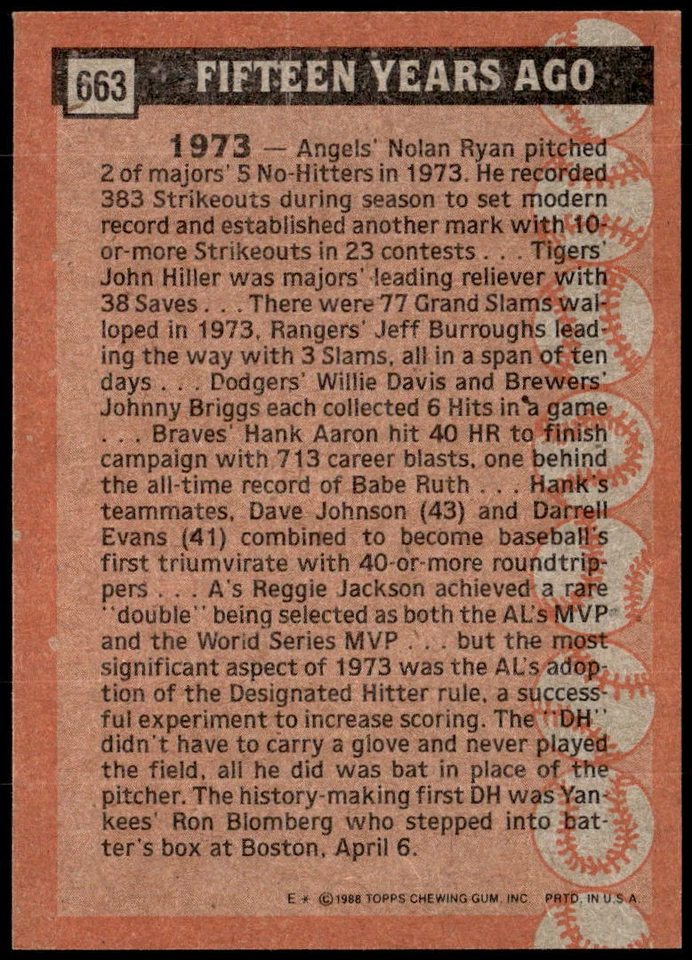 663 FIFTEEN YEARS AGO
1973 — Angels' Nolan Ryan pitched
2 of majors' 5 No-Hitters in 1973. He recorded
383 Strikeouts during season to set modern
record and established another mark with 10-
or-more Strikeouts in 23 contests . . . Tigers'
John Hiller was majors' leading reliever with
38 Saves . . . There were 77 Grand Slams wal-
loped in 1973, Rangers' Jeff Burroughs lead-
ing the way with 3 Slams, all in a span of ten
days . . . Dodgers' Willie Davis and Brewers'
Johnny Briggs each collected 6 Hits in a game
. . . Braves' Hank Aaron hit 40 HR to finish
campaign with 713 career blasts, one behind
the all-time record of Babe Ruth . . . Hank's
teammates, Dave Johnson (43) and Darrell
Evans (41) combined to become baseball's
first triumvirate with 40-or-more roundtrip-
pers . . . A's Reggie Jackson achieved a rare
"double" being selected as both the AL's MVP
and the World Series MVP . . . but the most
significant aspect of 1973 was the AL's adop-
tion of the Designated Hitter rule, a success-
ful experiment to increase scoring. The "DH"
didn't have to carry a glove and never played
the field, all he did was bat in place of the
pitcher. The history-making first DH was Yan-
kees' Ron Blomberg who stepped into bat-
ter's box at Boston, April 6.
E * © 1988 TOPPS CHEWING GUM, INC. PRTD. IN U.S.A.